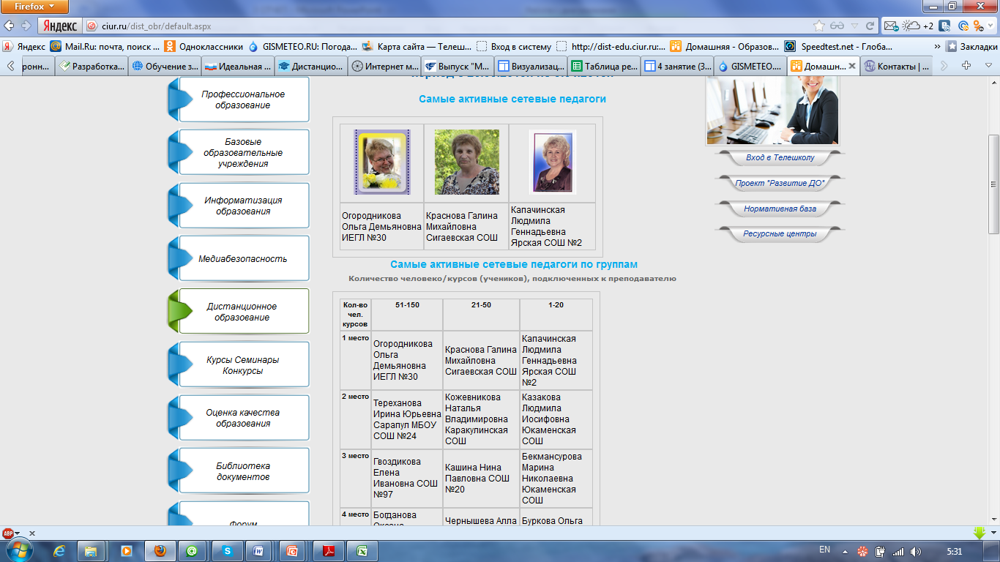 Firefox
Яндекс
ciur.ru/dist_obr/default.aspx
+2
Яндекс
Mail.Ru: почта, поиск ...
Одноклассники
GISMETEO.RU: Погода...
Карта сайта — Телеш...
Вход в систему
http://dist-edu.ciur.ru:...
Домашняя - Образов...
Speedtest.net - Глоба...
»
Закладки
ронн...
Разработка...
Обучение з...
Идеальная ...
Дистанцио...
Интернет м...
Выпуск "М...
Визуализац...
Таблица ре...
4 занятие (З...
GISMETEO....
Домашн...
Контакты | ...
Профессиональное
образование
Базовые
образовательные
учреждения
Информатизация
образования
Медиабезопасность
Дистанционное
образование
Курсы Семинары
Конкурсы
Оценка качества
образования
Библиотека
документов
Форум
Самые активные сетевые педагоги
Огородникова
Ольга Демьяновна
ИЕГЛ №30
Краснова Галина
Михайловна
Сигаевская СОШ
Капачинская
Людмила
Геннадьевна
Ярская СОШ №2
Самые активные сетевые педагоги по группам
Количество человеко/курсов (учеников), подключенных к преподавателю
Кол-во
чел.
курсов
51-150
21-50
1-20
1 место
Огородникова
Ольга
Демьяновна
ИЕГЛ №30
Краснова Галина
Михайловна
Сигаевская СОШ
Капачинская
Людмила
Геннадьевна
Ярская СОШ
№2
2 место
Тереханова
Ирина Юрьевна
Сарапул МБОУ
СОШ №24
Кожевникова
Наталья
Владимировна
Каракулинская
СОШ
Казакова
Людмила
Иосифовна
Юкаменская
СОШ
3 место
Гвоздикова
Елена
Ивановна СОШ
№97
Кашина Нина
Павловна СОШ
№20
Бекмансурова
Марина
Николаевна
Юкаменская
СОШ
4 место
Богданова
Оксана
Чернышева Алла
Буркова Ольга
Вход в Телешколу
Проект "Развитие ДО"
Нормативная база
Ресурсные центры
ABP
EN
5:31